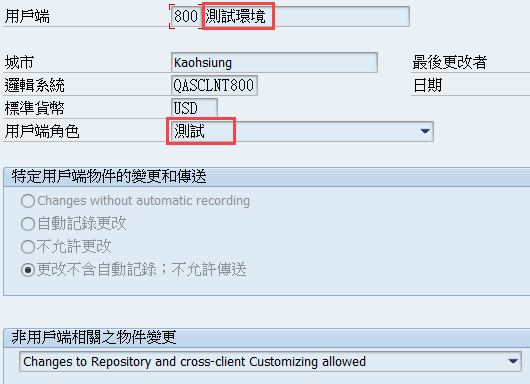 用戶端 800 測試環境
城市 Kaohsiung 最後更改者
邏輯系統 QASCLNT800 日期
標準貨幣 USD
用戶端角色 測試
特定用戶端物件的變更和傳送
Changes without automatic recording
自動記錄更改
不允許更改
更改不含自動記錄；不允許傳送
非用戶端相關之物件變更
Changes to Repository and cross-client Customizing allowed